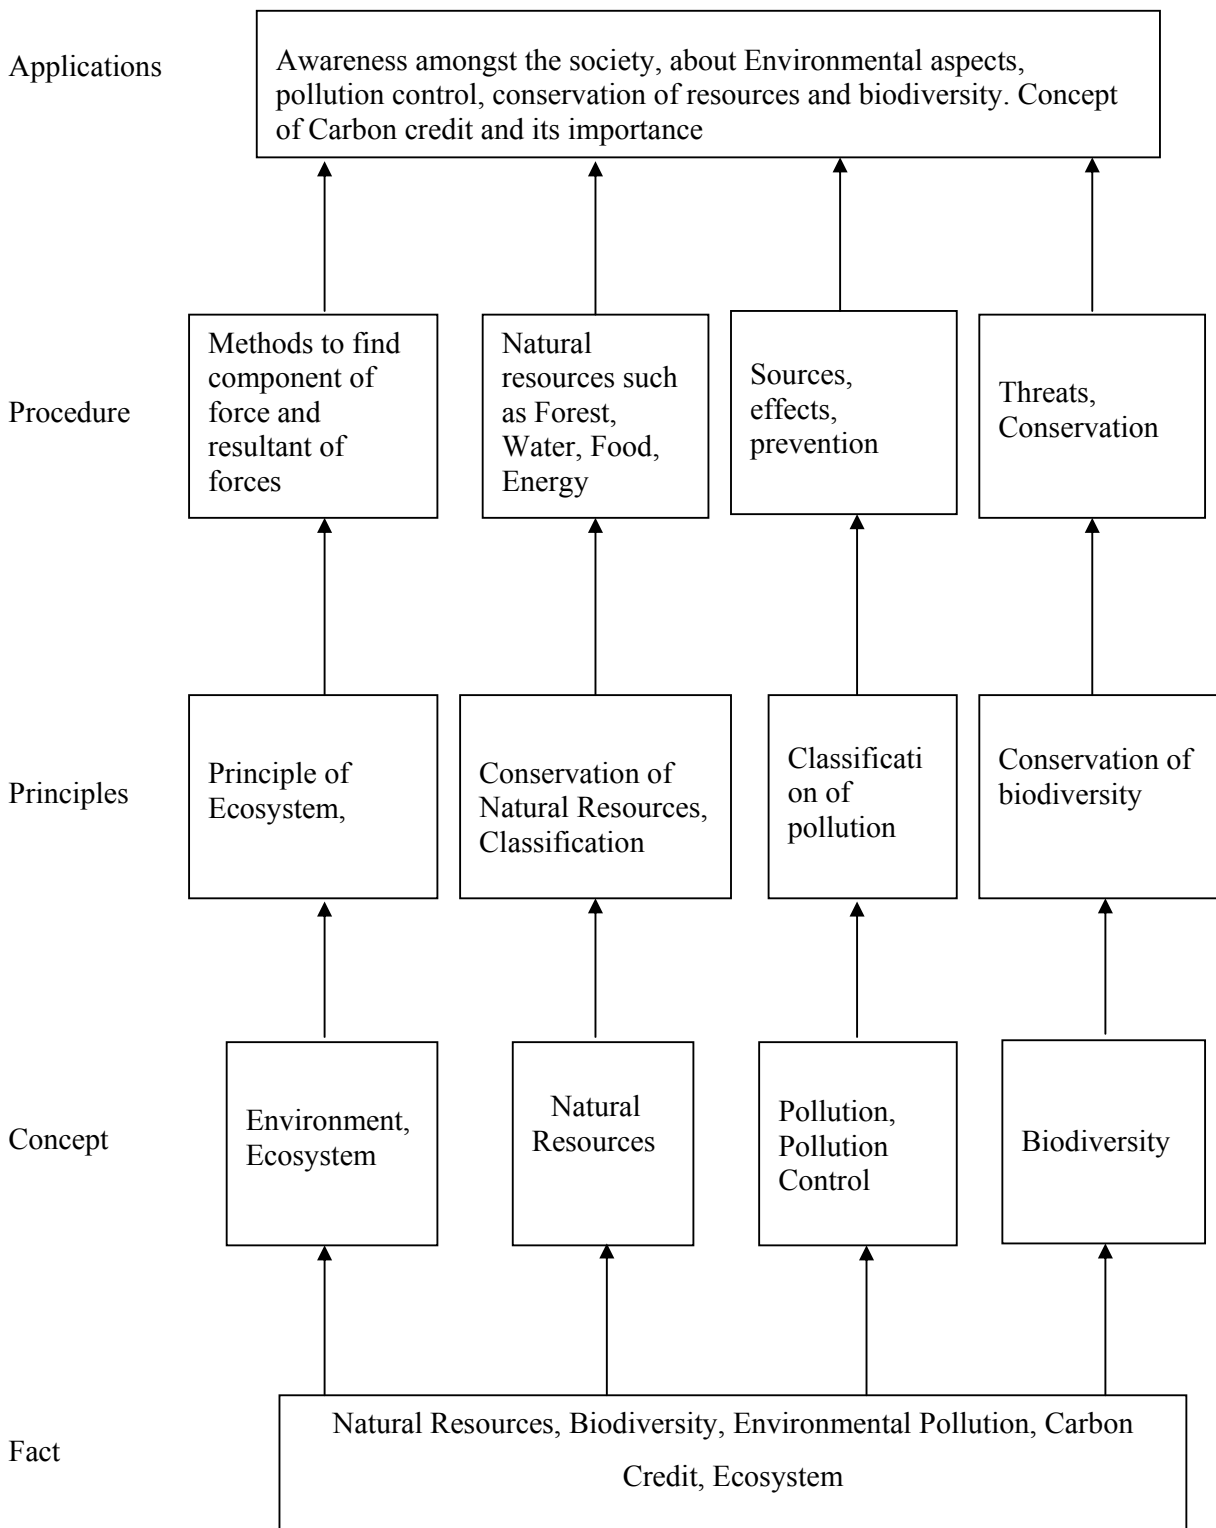 Applications
Awareness amongst the society, about Environmental aspects,
pollution control, conservation of resources and biodiversity. Concept
of Carbon credit and its importance
Procedure
Methods to find
component of
force and
resultant of
forces
Natural
resources such
as Forest,
Water, Food,
Energy
Sources,
effects,
prevention
Threats,
Conservation
Principles
Principle of
Ecosystem,
Conservation of
Natural Resources,
Classification
Classificati
on of
pollution
Conservation of
biodiversity
Concept
Environment,
Ecosystem
Natural
Resources
Pollution,
Pollution
Control
Biodiversity
Fact
Natural Resources, Biodiversity, Environmental Pollution, Carbon
Credit, Ecosystem